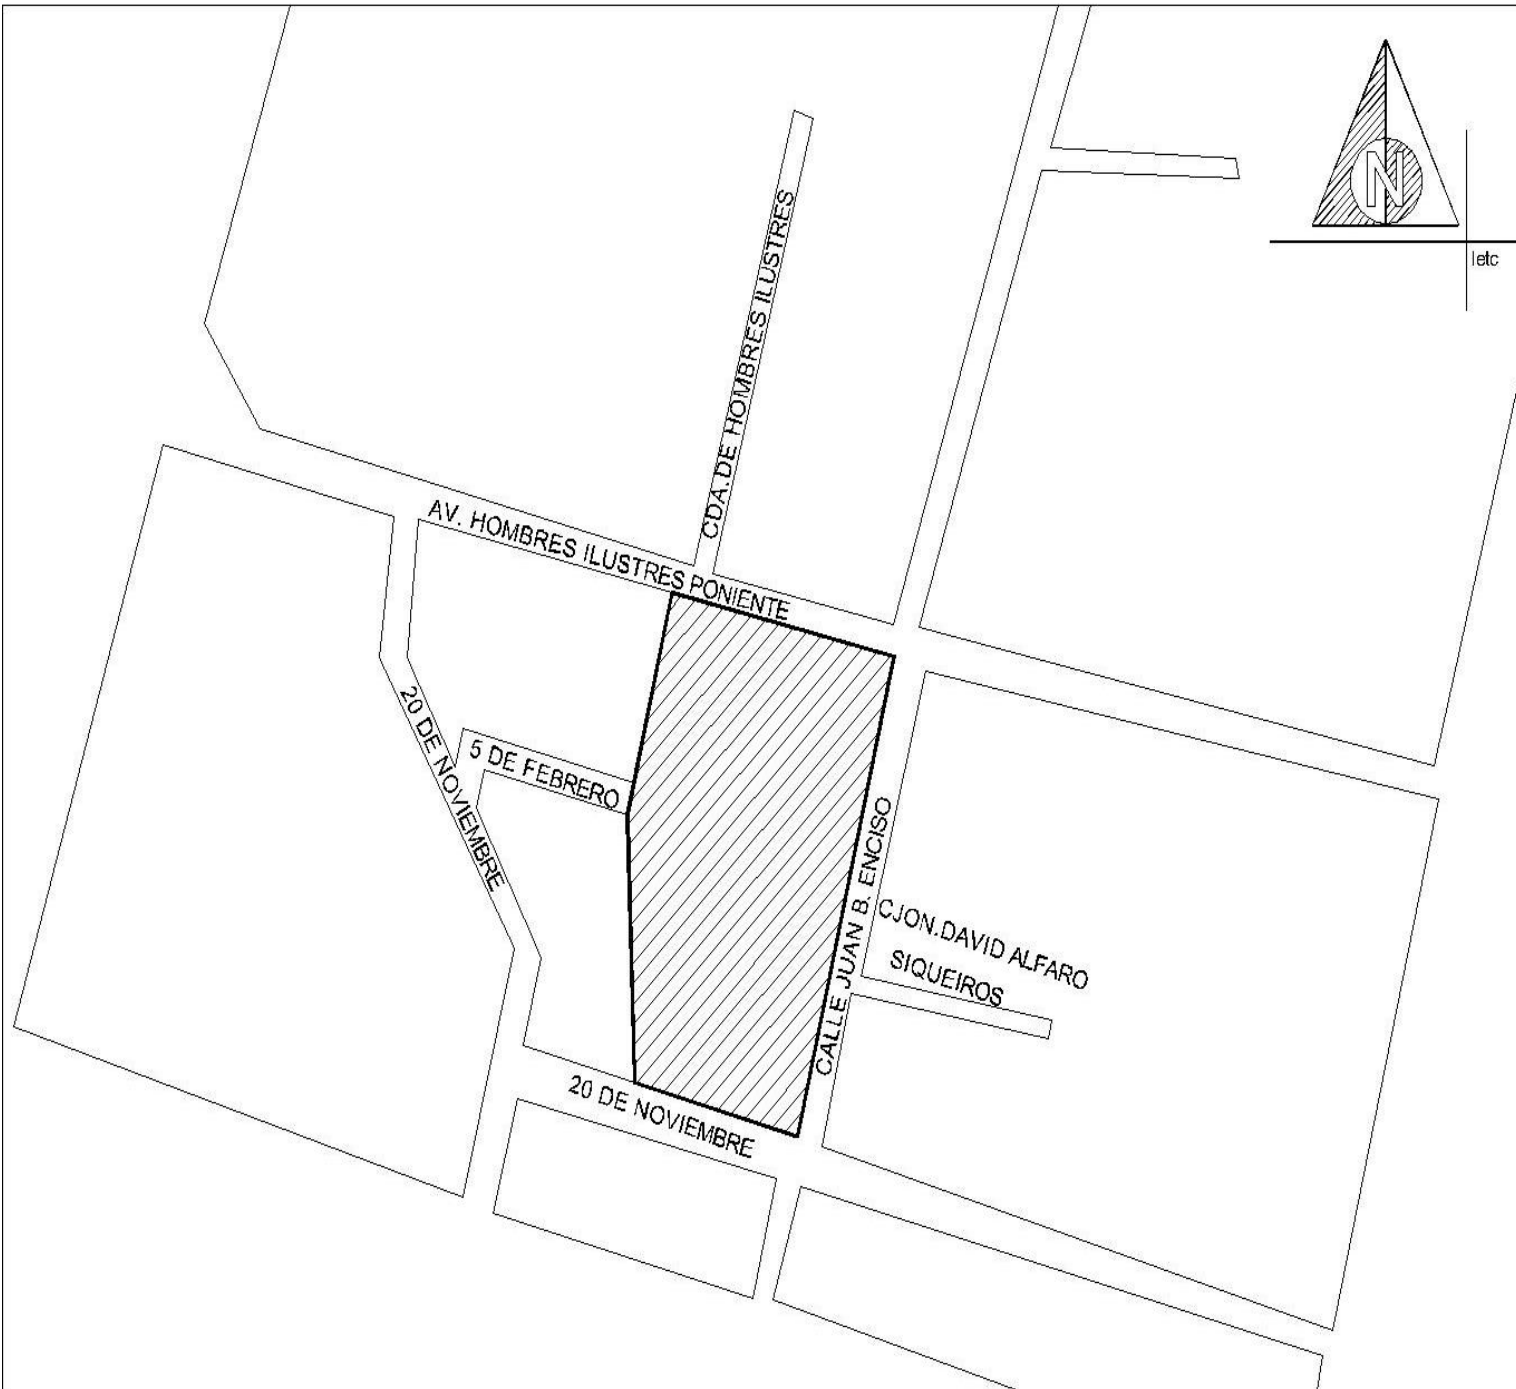 N
letc
CDA.DE HOMBRES ILUSTRES
AV. HOMBRES ILUSTRES PONIENTE
20 DE NOVIEMBRE
5 DE FEBRERO
CALLE JUAN B. ENCISO
CJON.DAVID ALFARO
SIQUEIROS
20 DE NOVIEMBRE